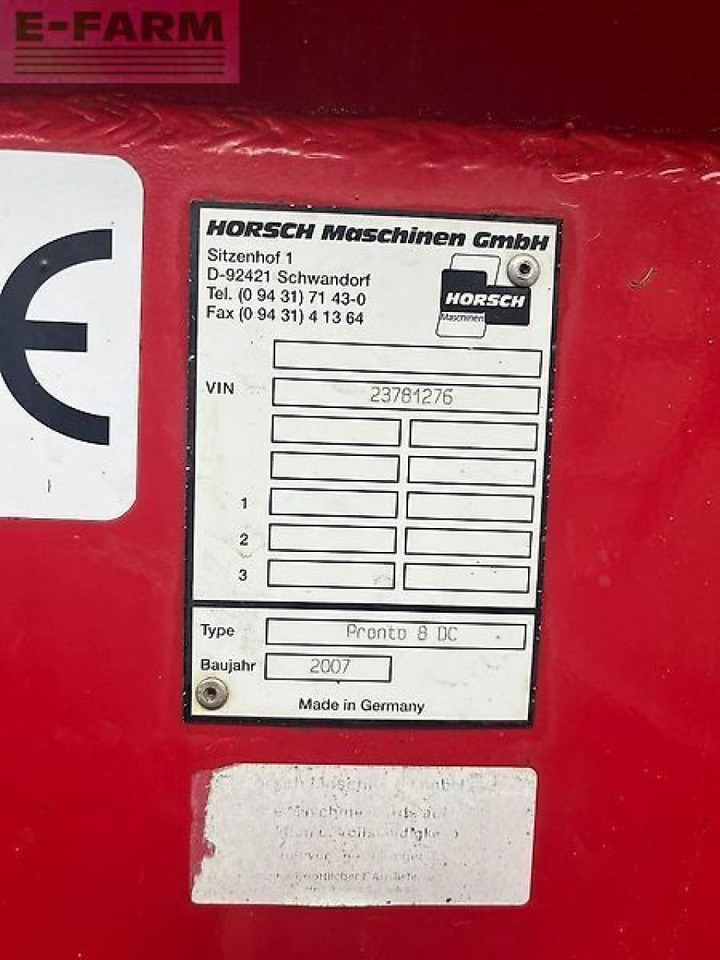 E-FARM
CE
HORSCH Maschinen GmbH
Sitzenhof 1
D-92421 Schwandorf
Tel. (0 94 31) 71 43-0
Fax (0 94 31) 4 13 64
HORSCH
Maschinen
VIN 23781276
1
2
3
Type Pronto 8 DC
Baujahr 2007
Made in Germany